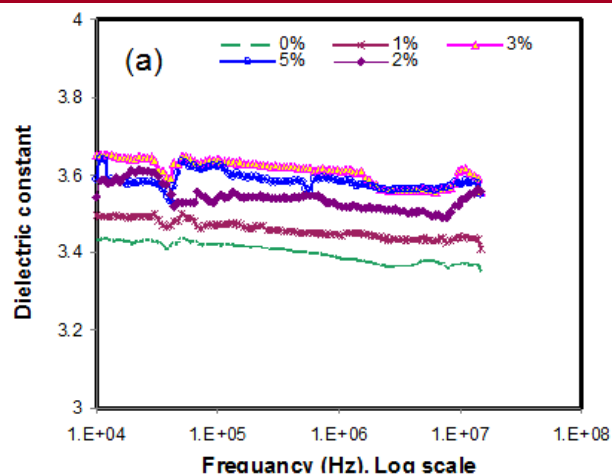 4
(a)
0% 1% 3%
5% 2%
3.8
3.6
3.4
3.2
3
Dielectric constant
1.E+04 1.E+05 1.E+06 1.E+07 1.E+08
Frequancy (Hz), Log scale